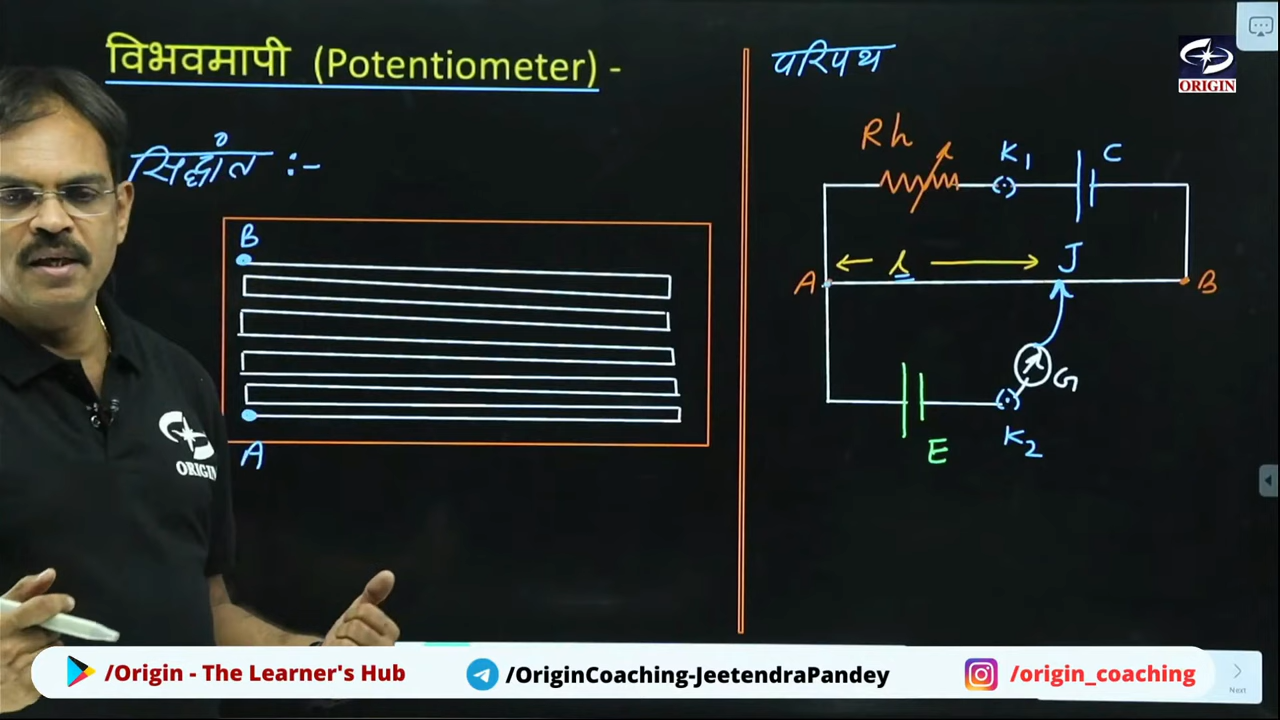 विभवमापी (Potentiometer) -
सिद्धांत :-
B
A
परिपथ
Rh
K1
C
l
J
A
B
G
E
K2
ORIGIN
ORIGIN
/Origin - The Learner's Hub
/OriginCoaching-JeetendraPandey
/origin_coaching
Next